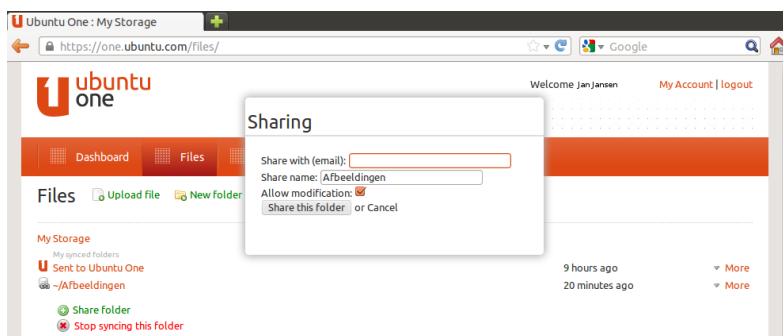 Ubuntu One : My Storage
https://one.ubuntu.com/files/
Google
ubuntu
one
Welcome Jan Jansen My Account | logout
Sharing
Dashboard Files
Share with (email):
Share name: Afbeeldingen
Allow modification:
Share this folder or Cancel
Files Upload file New folder
My Storage
My synced folders
Sent to Ubuntu One 9 hours ago More
~/Afbeeldingen 20 minutes ago More
Share folder
Stop syncing this folder